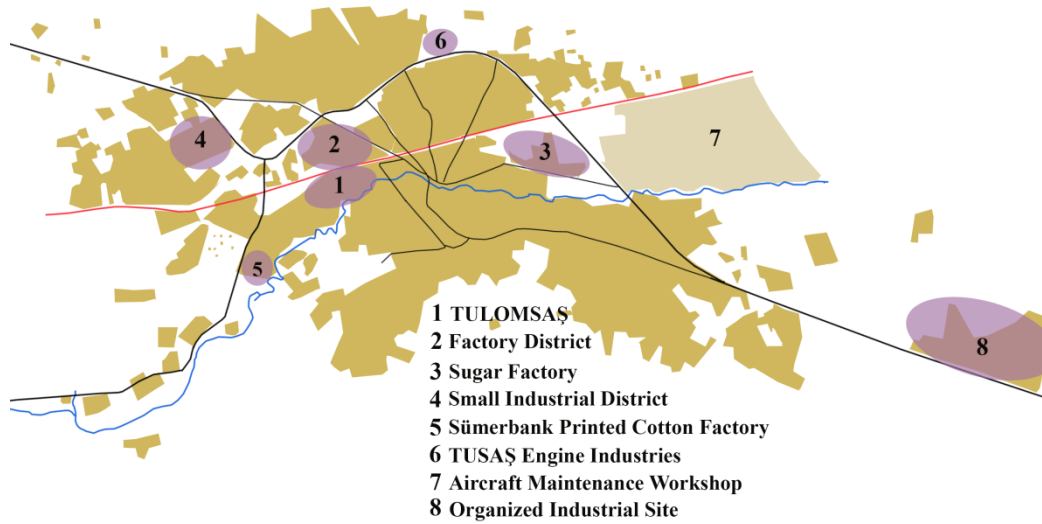 6
4
2
3
7
1
5
8
1 TULOMSAŞ
2 Factory District
3 Sugar Factory
4 Small Industrial District
5 Sümerbank Printed Cotton Factory
6 TUSAŞ Engine Industries
7 Aircraft Maintenance Workshop
8 Organized Industrial Site